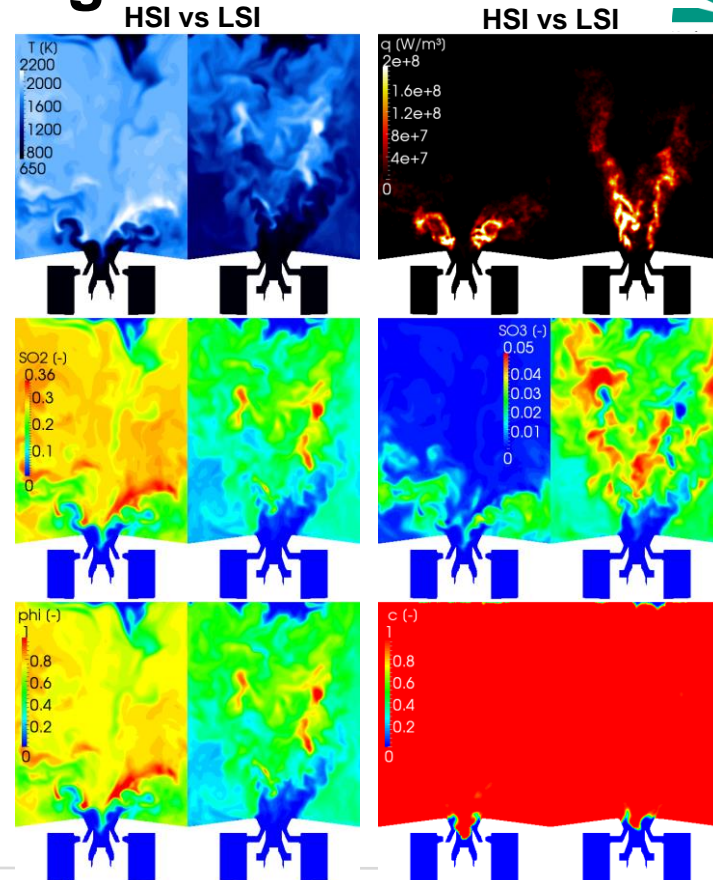 g
HSI vs LSI
HSI vs LSI
T (K)
2200
2000
1600
1200
800
650
q (W/m³)
2e+8
1.6e+8
1.2e+8
8e+7
4e+7
0
SO2 (-)
0.36
0.3
0.2
0.1
0
SO3 (-)
0.05
0.04
0.03
0.02
0.01
0
phi (-)
1
0.8
0.6
0.4
0.2
0
c (-)
1
0.8
0.6
0.4
0.2
0